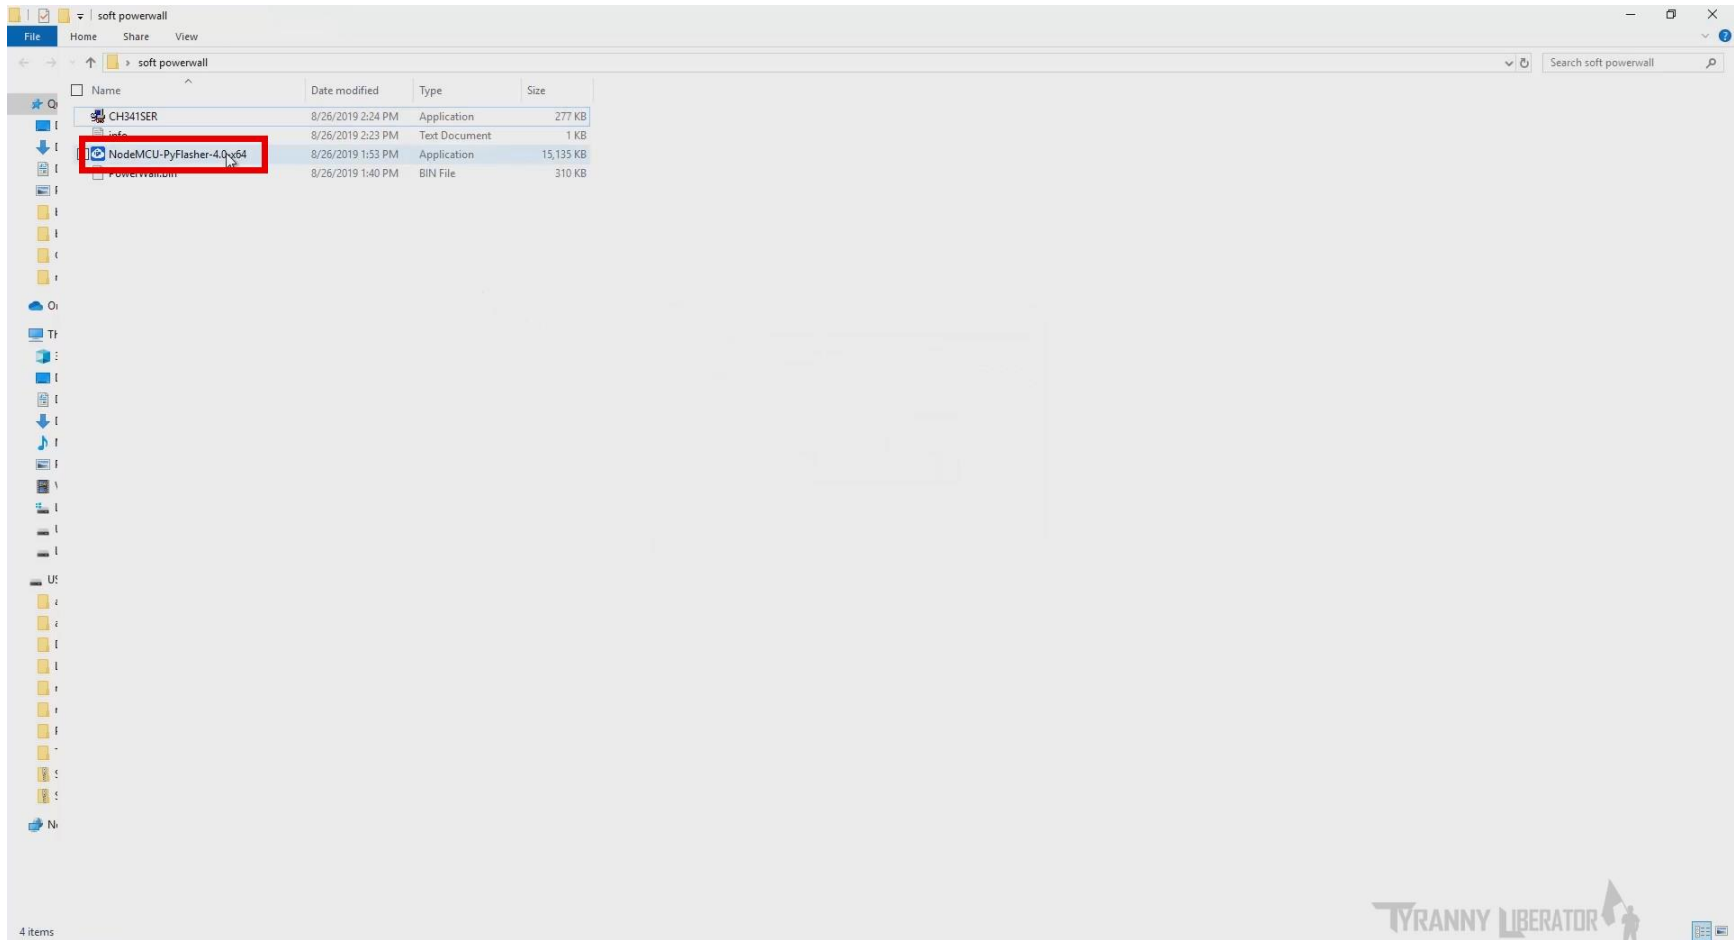 soft powerwall
File Home Share View
soft powerwall
Search soft powerwall
Name Date modified Type Size
CH341SER 8/26/2019 2:24 PM Application 277 KB
info 8/26/2019 2:23 PM Text Document 1 KB
NodeMCU-PyFlasher-4.0-x64 8/26/2019 1:53 PM Application 15,135 KB
PowerWall.bin 8/26/2019 1:40 PM BIN File 310 KB
4 items
TYRANNY LIBERATOR